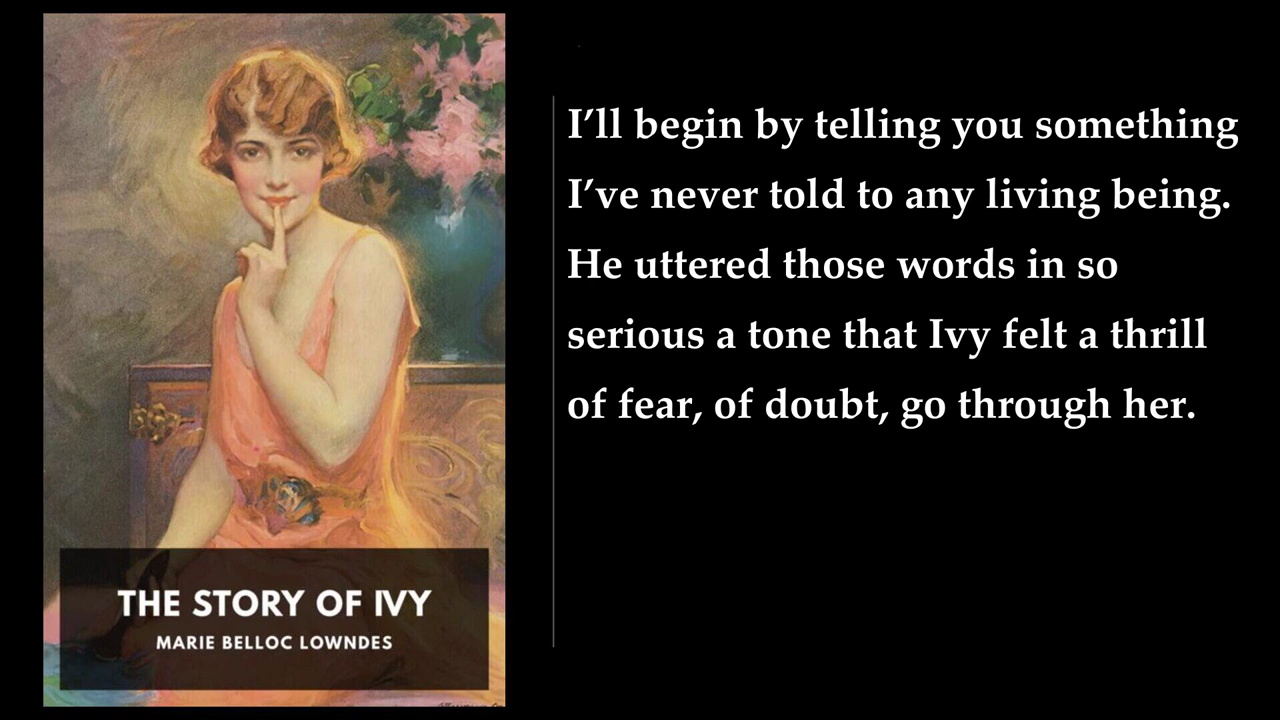 THE STORY OF IVY
MARIE BELLOC LOWNDES
I’ll begin by telling you something
I’ve never told to any living being.
He uttered those words in so
serious a tone that Ivy felt a thrill
of fear, of doubt, go through her.